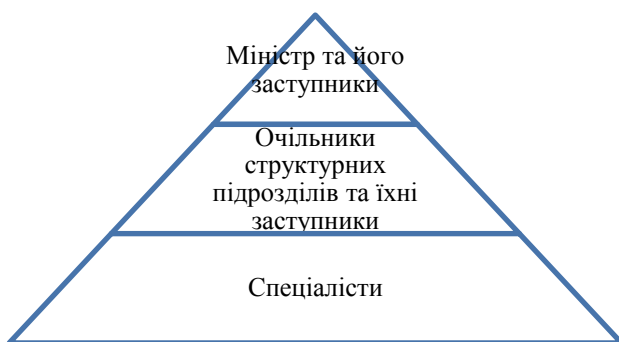 Міністр та його
заступники
Очільники
структурних
підрозділів та їхні
заступники
Спеціалісти